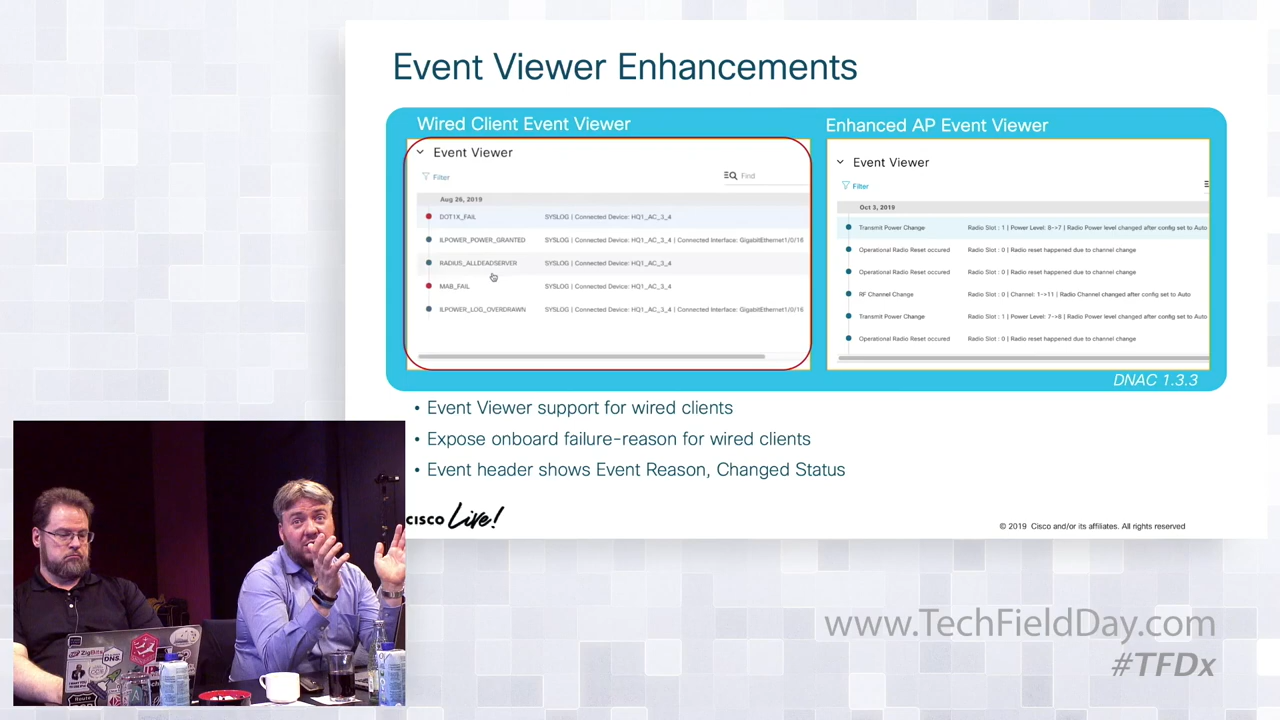 Event Viewer Enhancements
Wired Client Event Viewer
Event Viewer
Filter
Find
Aug 26, 2019
DOT1X_FAIL SYSLOG | Connected Device: HQ1_AC_3_4
ILPOWER_POWER_GRANTED SYSLOG | Connected Device: HQ1_AC_3_4 | Connected Interface: GigabitEthernet1/0/18
RADIUS_ALLDEADSERVER SYSLOG | Connected Device: HQ1_AC_3_4
MAB_FAIL SYSLOG | Connected Device: HQ1_AC_3_4
ILPOWER_LOG_OVERDRAWN SYSLOG | Connected Device: HQ1_AC_3_4 | Connected Interface: GigabitEthernet1/0/16
Enhanced AP Event Viewer
Event Viewer
Filter
Oct 3, 2019
Transmit Power Change Radio Slot : 1 | Power Level: 8->7 | Radio Power level changed after config set to Auto
Operational Radio Reset occured Radio Slot : 0 | Radio reset happened due to channel change
Operational Radio Reset occured Radio Slot : 0 | Radio reset happened due to channel change
RF Channel Change Radio Slot : 0 | Channel: 1->11 | Radio Channel changed after config set to Auto
Transmit Power Change Radio Slot : 1 | Power Level: 7->8 | Radio Power level changed after config set to Auto
Operational Radio Reset occured Radio Slot : 0 | Radio reset happened due to channel change
DNAC 1.3.3
• Event Viewer support for wired clients
• Expose onboard failure-reason for wired clients
• Event header shows Event Reason, Changed Status
CISCO Live!
© 2019 Cisco and/or its affiliates. All rights reserved
ZigBits
DNS
www.TechFieldDay.com
#TFDx